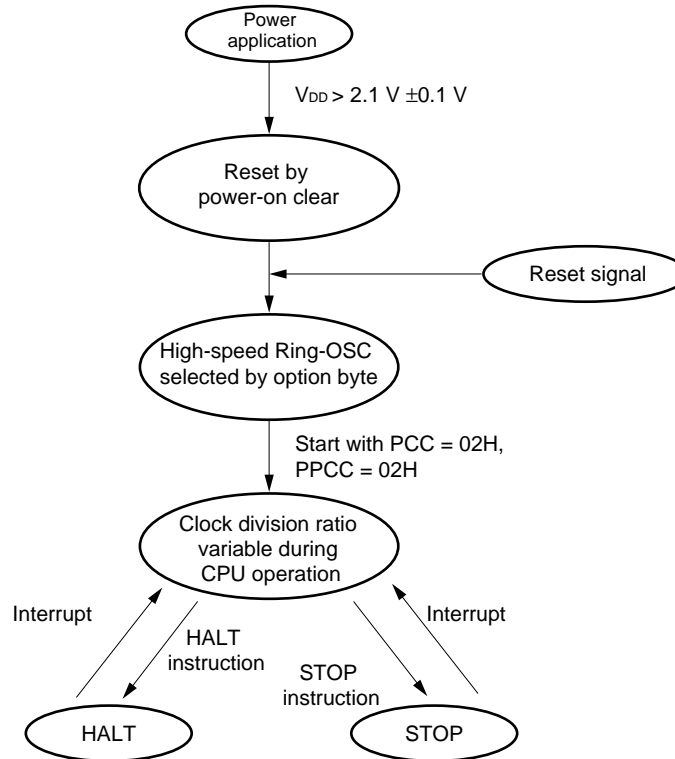 Power
application
VDD > 2.1 V ±0.1 V
Reset by
power-on clear
Reset signal
High-speed Ring-OSC
selected by option byte
Start with PCC = 02H,
PPCC = 02H
Clock division ratio
variable during
CPU operation
Interrupt
HALT
instruction
STOP
instruction
Interrupt
HALT
STOP